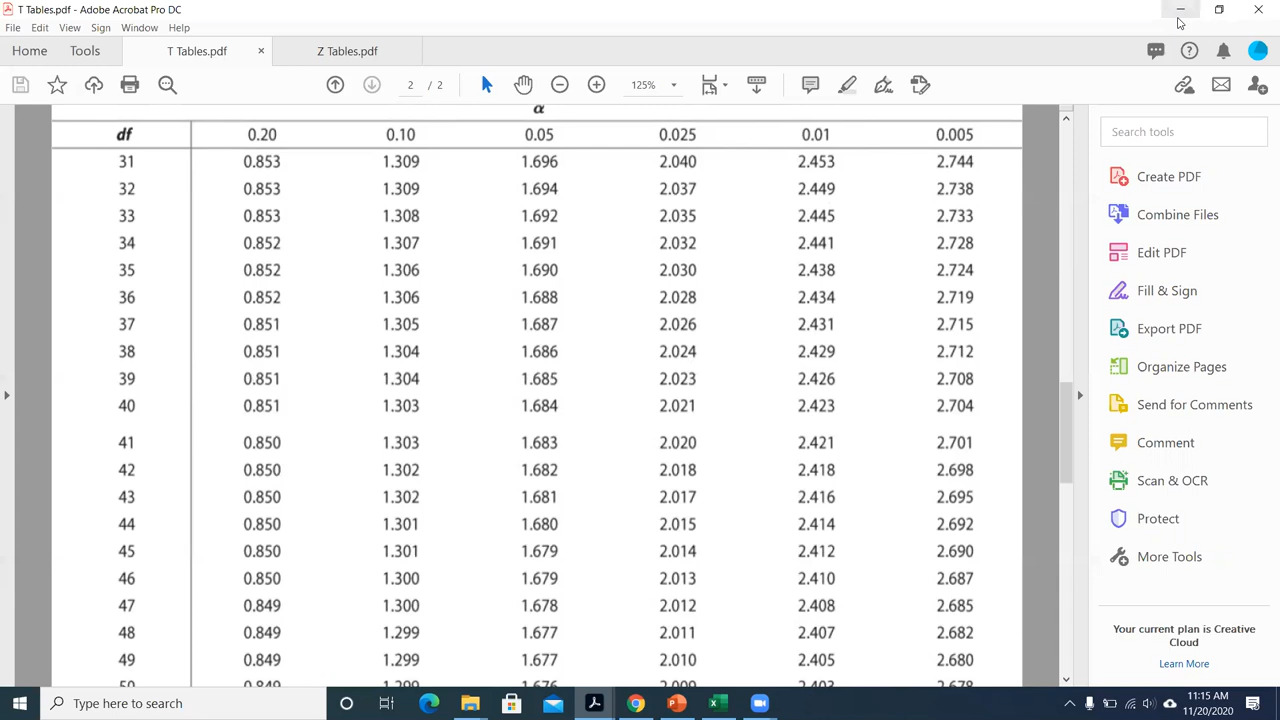 T Tables.pdf - Adobe Acrobat Pro DC
File Edit View Sign Window Help
Home Tools T Tables.pdf × Z Tables.pdf
2 / 2 125%
α
df 0.20 0.10 0.05 0.025 0.01 0.005
31 0.853 1.309 1.696 2.040 2.453 2.744
32 0.853 1.309 1.694 2.037 2.449 2.738
33 0.853 1.308 1.692 2.035 2.445 2.733
34 0.852 1.307 1.691 2.032 2.441 2.728
35 0.852 1.306 1.690 2.030 2.438 2.724
36 0.852 1.306 1.688 2.028 2.434 2.719
37 0.851 1.305 1.687 2.026 2.431 2.715
38 0.851 1.304 1.686 2.024 2.429 2.712
39 0.851 1.304 1.685 2.023 2.426 2.708
40 0.851 1.303 1.684 2.021 2.423 2.704
41 0.850 1.303 1.683 2.020 2.421 2.701
42 0.850 1.302 1.682 2.018 2.418 2.698
43 0.850 1.302 1.681 2.017 2.416 2.695
44 0.850 1.301 1.680 2.015 2.414 2.692
45 0.850 1.301 1.679 2.014 2.412 2.690
46 0.850 1.300 1.679 2.013 2.410 2.687
47 0.849 1.300 1.678 2.012 2.408 2.685
48 0.849 1.299 1.677 2.011 2.407 2.682
49 0.849 1.299 1.677 2.010 2.405 2.680
50 0.849 1.299 1.676 2.009 2.403 2.678
Search tools
Create PDF
Combine Files
Edit PDF
Fill & Sign
Export PDF
Organize Pages
Send for Comments
Comment
Scan & OCR
Protect
More Tools
Your current plan is Creative
Cloud
Learn More
Type here to search
11:15 AM
11/20/2020